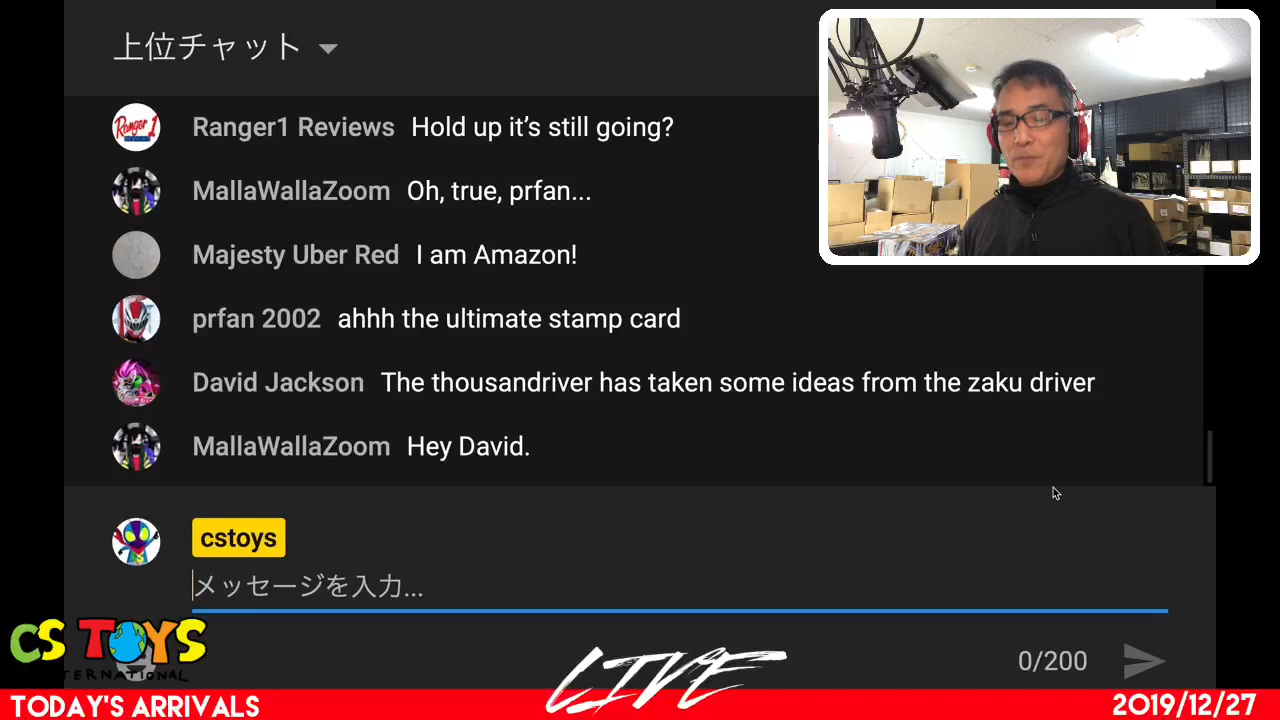 上位チャット
Ranger 1
Ranger1 Reviews Hold up it's still going?
MallaWallaZoom Oh, true, prfan...
Majesty Uber Red I am Amazon!
prfan 2002 ahhh the ultimate stamp card
David Jackson The thousandriver has taken some ideas from the zaku driver
MallaWallaZoom Hey David.
cstoys
メッセージを入力...
CS TOYS
INTERNATIONAL
LIVE
0/200
TODAY'S ARRIVALS
2019/12/27